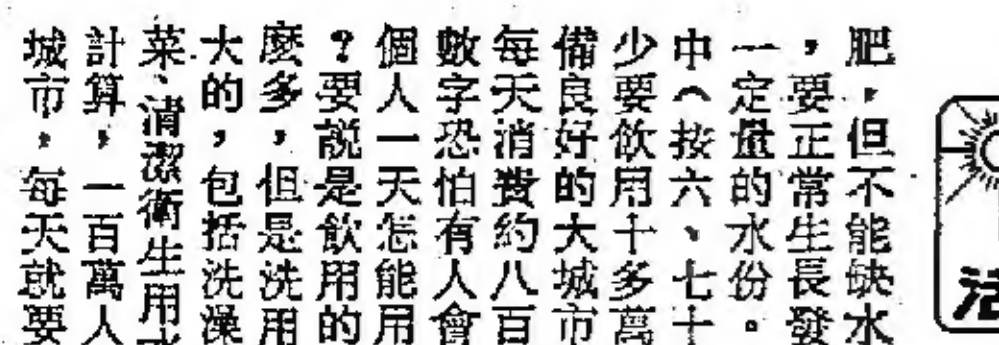 肥，但不能缺水
，要正常生長發
一定量的水份。
中（按六、七十
少要飲用十多萬
備良好的大城市
每天消費約八百
數字恐怕有人會
個人一天怎能用
？要説是飲用的
麼多，但是洗用
大的，包括洗澡
菜、清潔衛生用水
計算，一百萬人
城市，每天就要